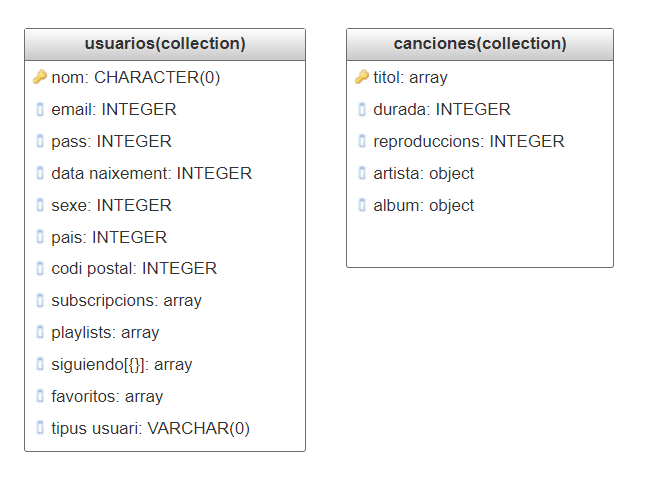 usuarios(collection)
nom: CHARACTER(0)
email: INTEGER
pass: INTEGER
data naixement: INTEGER
sexe: INTEGER
pais: INTEGER
codi postal: INTEGER
subscripcions: array
playlists: array
siguiendo[{}]: array
favoritos: array
tipus usuari: VARCHAR(0)
canciones(collection)
titol: array
durada: INTEGER
reproduccions: INTEGER
artista: object
album: object